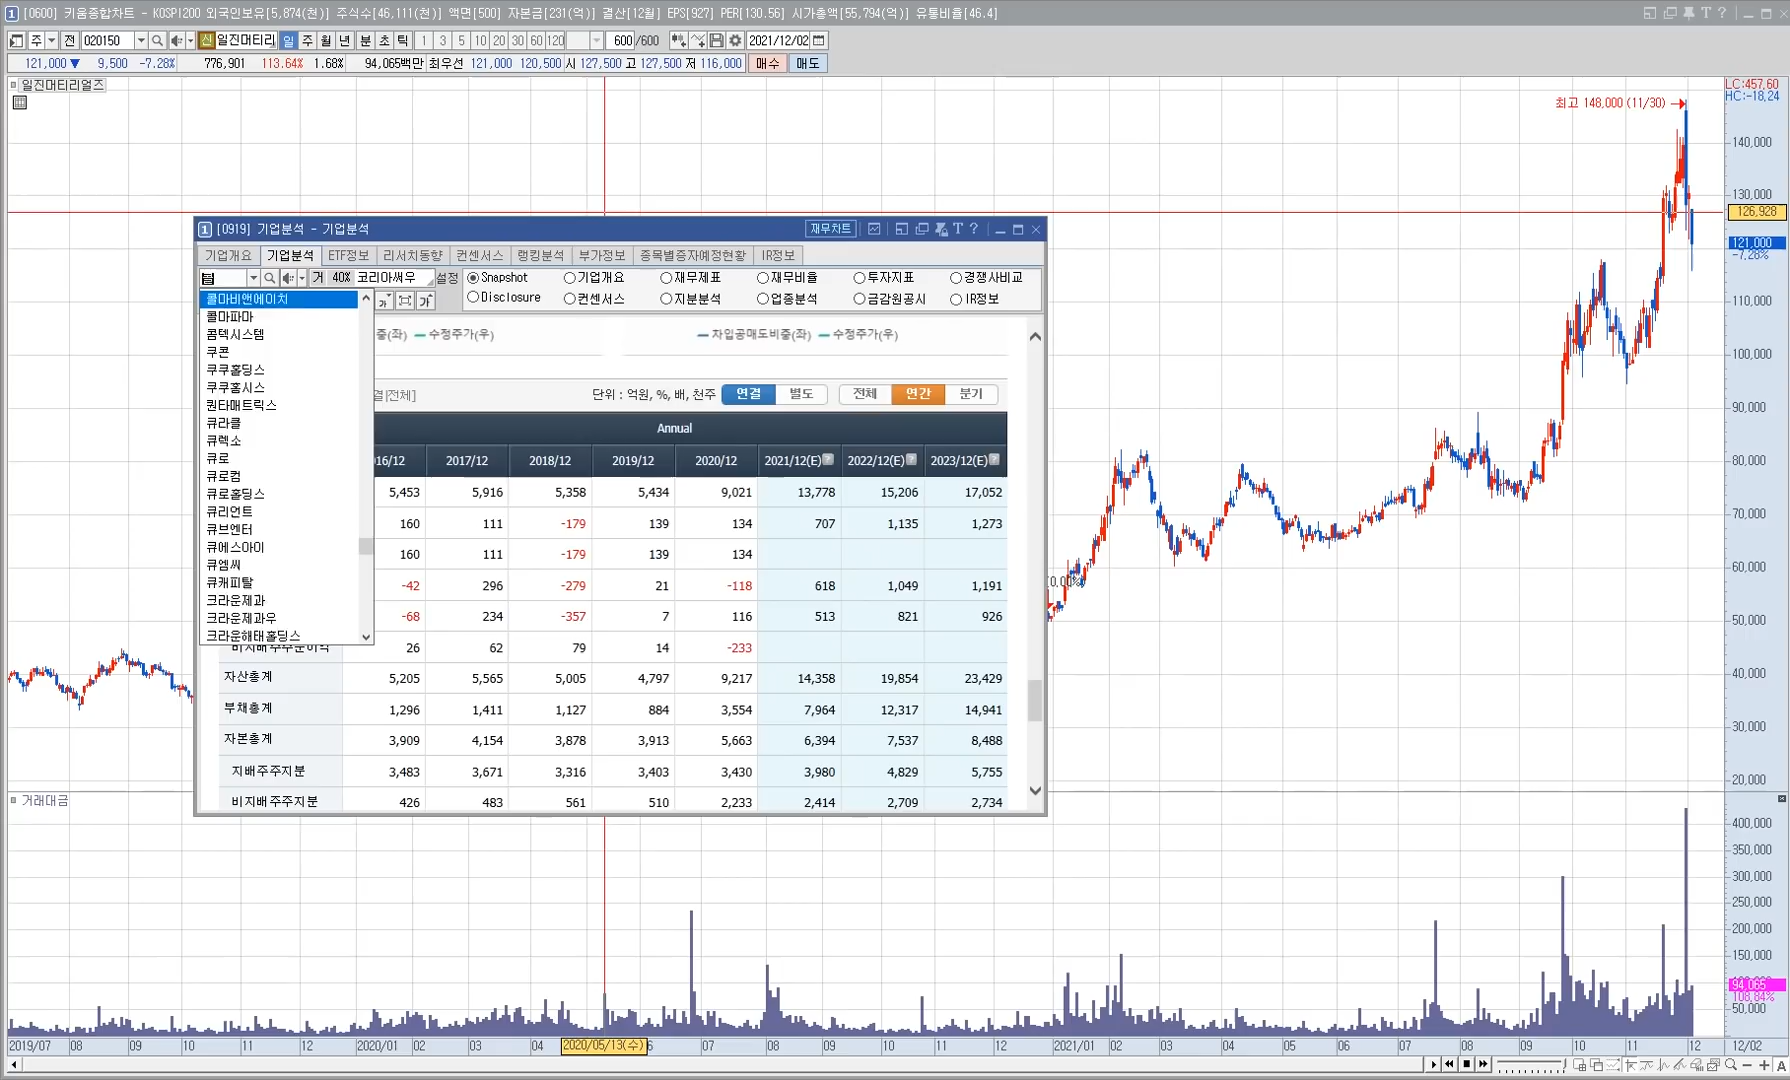 [0600] 키움종합차트 - KOSPI200 외국인보유[5,874(천)] 주식수[46,111(천)] 액면[500] 자본금[231(억)] 결산[12월] EPS[927] PER[130.56] 시가총액[55,794(억)] 유통비율[46.4]
주 전 020150 신 일진머티리 일 주 월 년 분 초 틱 1 3 5 10 20 30 60 120 600 /600 2021/12/02
121,000 ▼ 9,500 -7.28% 776,901 113.64% 1.68% 94,065백만 최우선 121,000 120,500 시 127,500 고 127,500 저 116,000 매수 매도
일진머티리얼즈
LC:457.60
HC:-18.24
최고 148,000 (11/30)
140,000
130,000
126,928
121,000
-7.28%
110,000
100,000
90,000
80,000
70,000
60,000
50,000
40,000
30,000
20,000
1 [0919] 기업분석 - 기업분석 재무차트 T ?
기업개요 기업분석 ETF정보 리서치동향 컨센서스 랭킹분석 부가정보 종목별증자예정현황 IR정보
거 40% 코리아써우 설정 Snapshot 기업개요 재무제표 재무비율 투자지표 경쟁사비교
Disclosure 컨센서스 지분분석 업종분석 금감원공시 IR정보
콜마비앤에이치
콜마파마
콤텍시스템
쿠콘
쿠쿠홀딩스
쿠쿠홈시스
퀀타매트릭스
큐라클
큐렉소
큐로
큐로컴
큐로홀딩스
큐리언트
큐브엔터
큐에스아이
큐엠씨
큐캐피탈
크라운제과
크라운제과우
크라운해태홀딩스
중(좌) 수정주가(우) 차입공매도비중(좌) 수정주가(우)
결[전체] 단위 : 억원, %, 배, 천주 연결 별도 전체 연간 분기
Annual
16/12 2017/12 2018/12 2019/12 2020/12 2021/12(E) 2022/12(E) 2023/12(E)
5,453 5,916 5,358 5,434 9,021 13,778 15,206 17,052
160 111 -179 139 134 707 1,135 1,273
160 111 -179 139 134
-42 296 -279 21 -118 618 1,049 1,191
-68 234 -357 7 116 513 821 926
비지배주주순이익 26 62 79 14 -233
자산총계 5,205 5,565 5,005 4,797 9,217 14,358 19,854 23,429
부채총계 1,296 1,411 1,127 884 3,554 7,964 12,317 14,941
자본총계 3,909 4,154 3,878 3,913 5,663 6,394 7,537 8,488
지배주주지분 3,483 3,671 3,316 3,403 3,430 3,980 4,829 5,755
비지배주주지분 426 483 561 510 2,233 2,414 2,709 2,734
거래대금
400,000
350,000
300,000
250,000
200,000
150,000
94,065
108.84%
50,000
2019/07 08 09 10 11 12 2020/01 02 03 04 2020/05/13(수) 6 07 08 09 10 11 12 2021/01 02 03 04 05 06 07 08 09 10 11 12 12/02